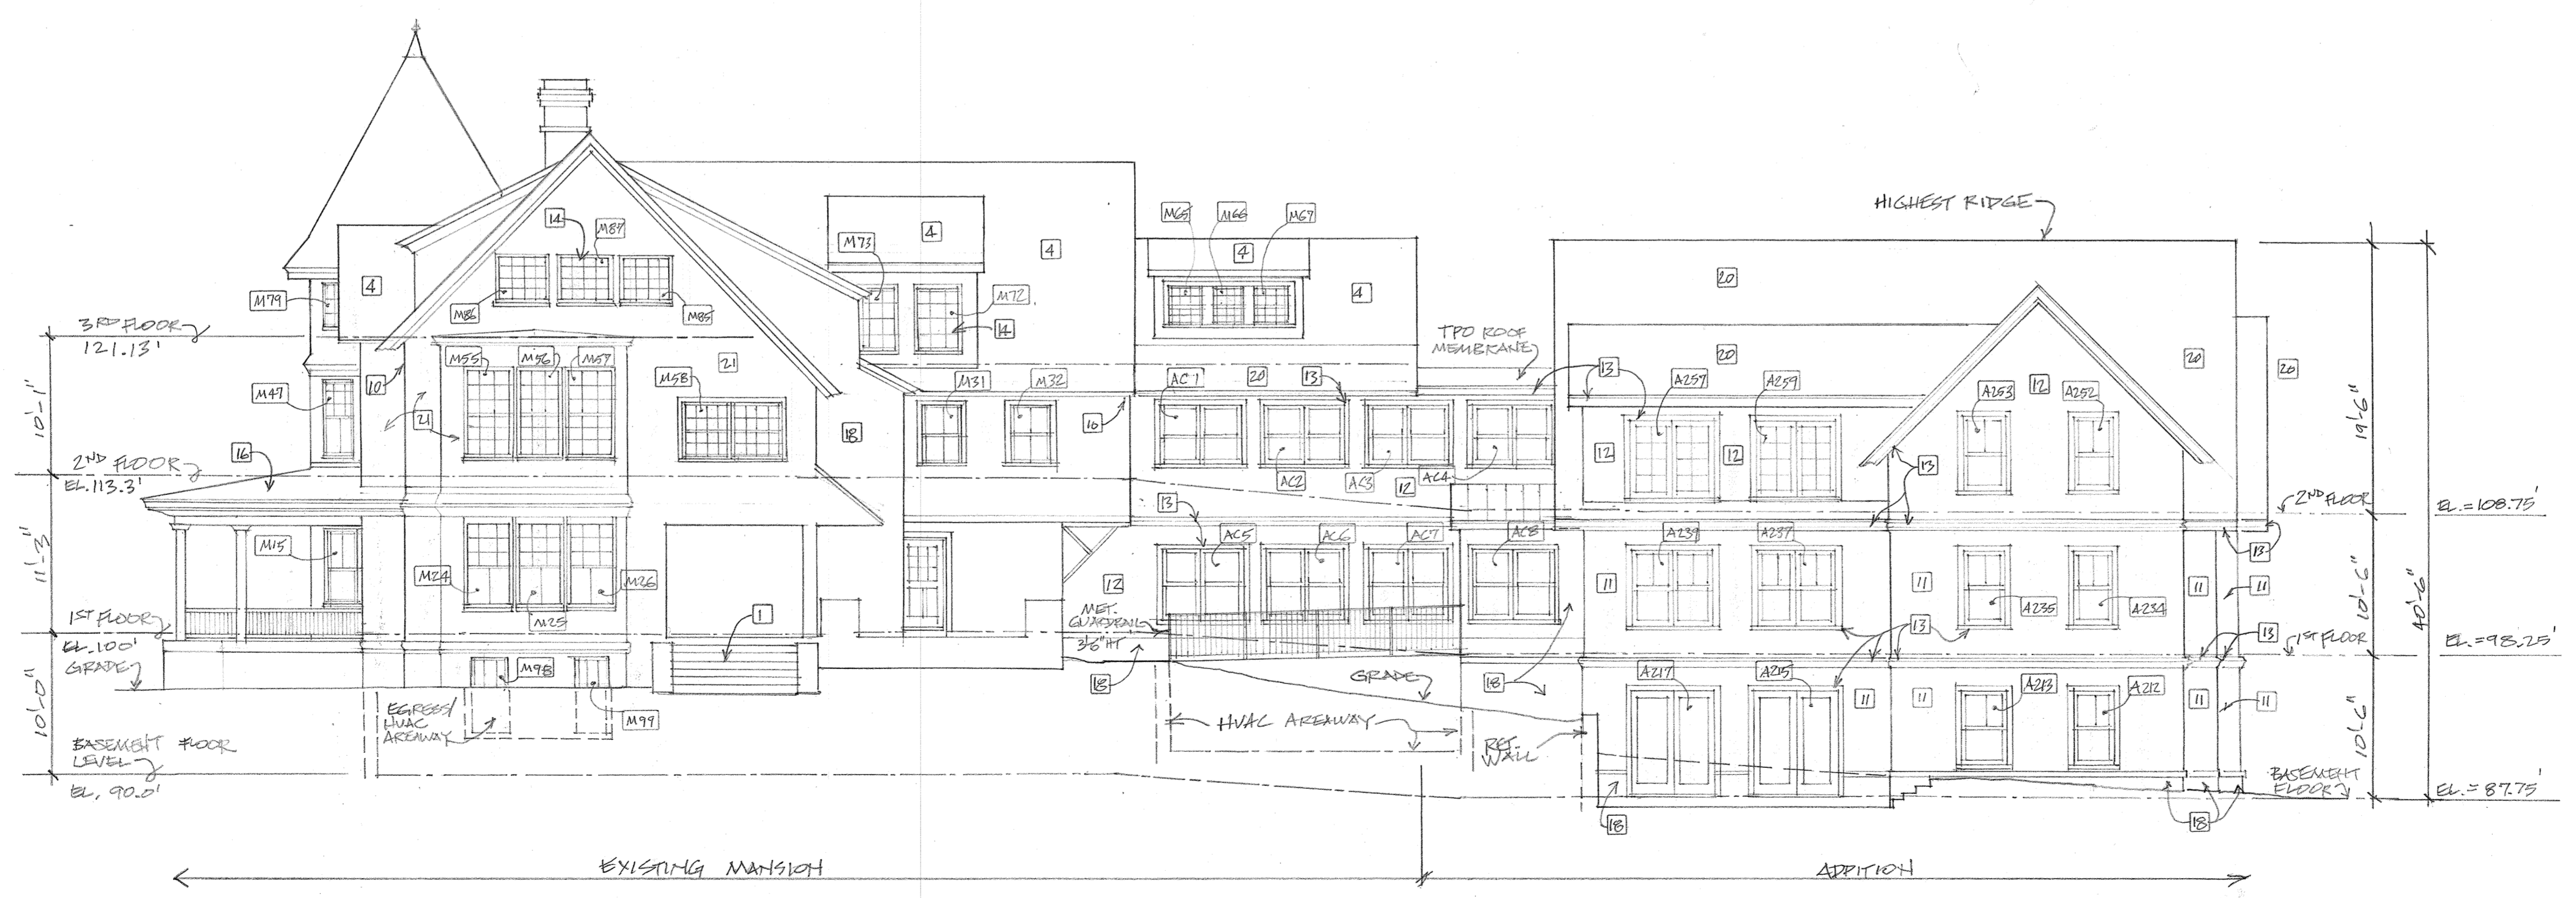 HIGHEST RIDGE
M65
M66
M67
14
M87
M73
4
4
4
M79
4
4
20
M86
M85
M72
14
3RD FLOOR
121.13'
TPO ROOF
MEMBRANE
M55
M56
M57
21
20
20
13
20
10
M58
M31
M32
AC 1
20
13
A257
A259
A253
12
A252
M47
10'-1"
21
18
16
19'-6"
16
12
12
13
2ND FLOOR
EL. 113.3'
AC2
AC3
12
AC4
2ND FLOOR
EL.=108.75'
13
M15
AC5
AC6
AC7
AC8
A239
A237
13
11'-3"
M24
M26
12
11
11
11
11
10'-6"
40'-6"
M25
1
MET.
GUARDRAIL
3'-6" HT
A235
A234
1ST FLOOR
EL. 100'
13
13
1ST FLOOR
EL.=98.25'
GRADE
M98
18
GRADE
18
A217
A215
A213
A212
11
11
11
11
10'-0"
EGRESS/
HVAC
AREAWAY
M99
HVAC AREAWAY
RET.
WALL
10'-6"
BASEMENT FLOOR
LEVEL
EL. 90.0'
BASEMENT
FLOOR
EL.=87.75'
18
18
EXISTING MANSION
ADDITION